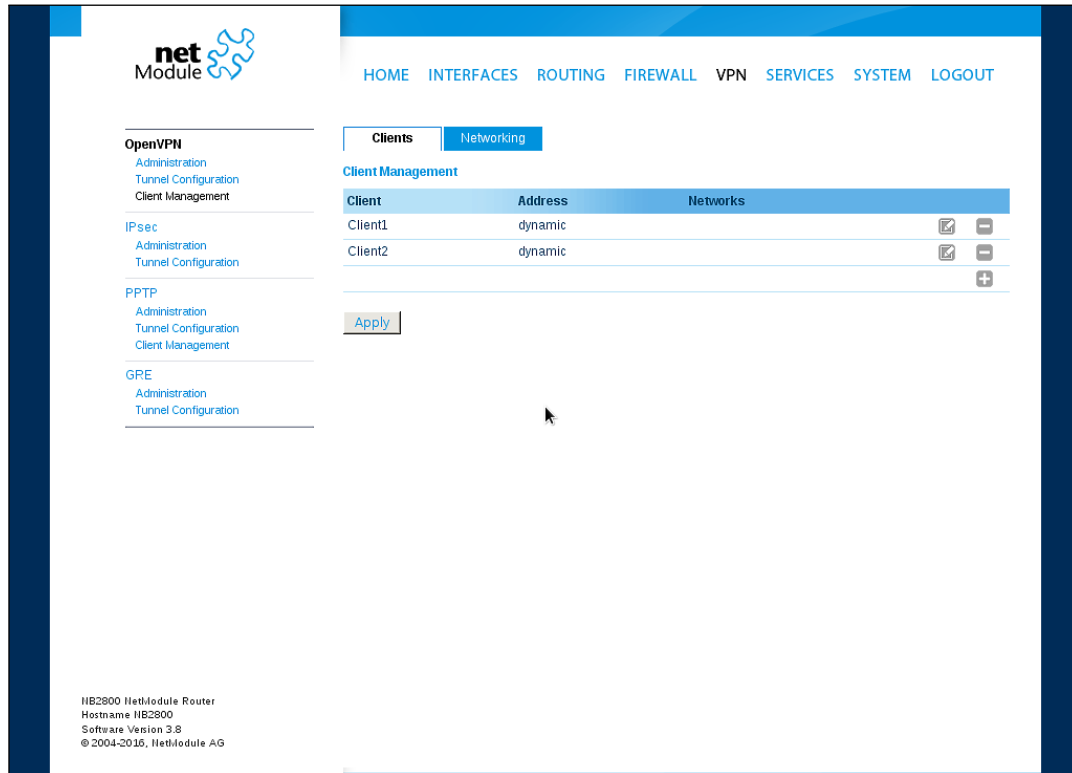 net
Module
HOME INTERFACES ROUTING FIREWALL VPN SERVICES SYSTEM LOGOUT
OpenVPN
Administration
Tunnel Configuration
Client Management
IPsec
Administration
Tunnel Configuration
PPTP
Administration
Tunnel Configuration
Client Management
GRE
Administration
Tunnel Configuration
Clients Networking
Client Management
Client Address Networks
Client1 dynamic
Client2 dynamic
Apply
NB2800 NetModule Router
Hostname NB2800
Software Version 3.8
© 2004-2016, NetModule AG